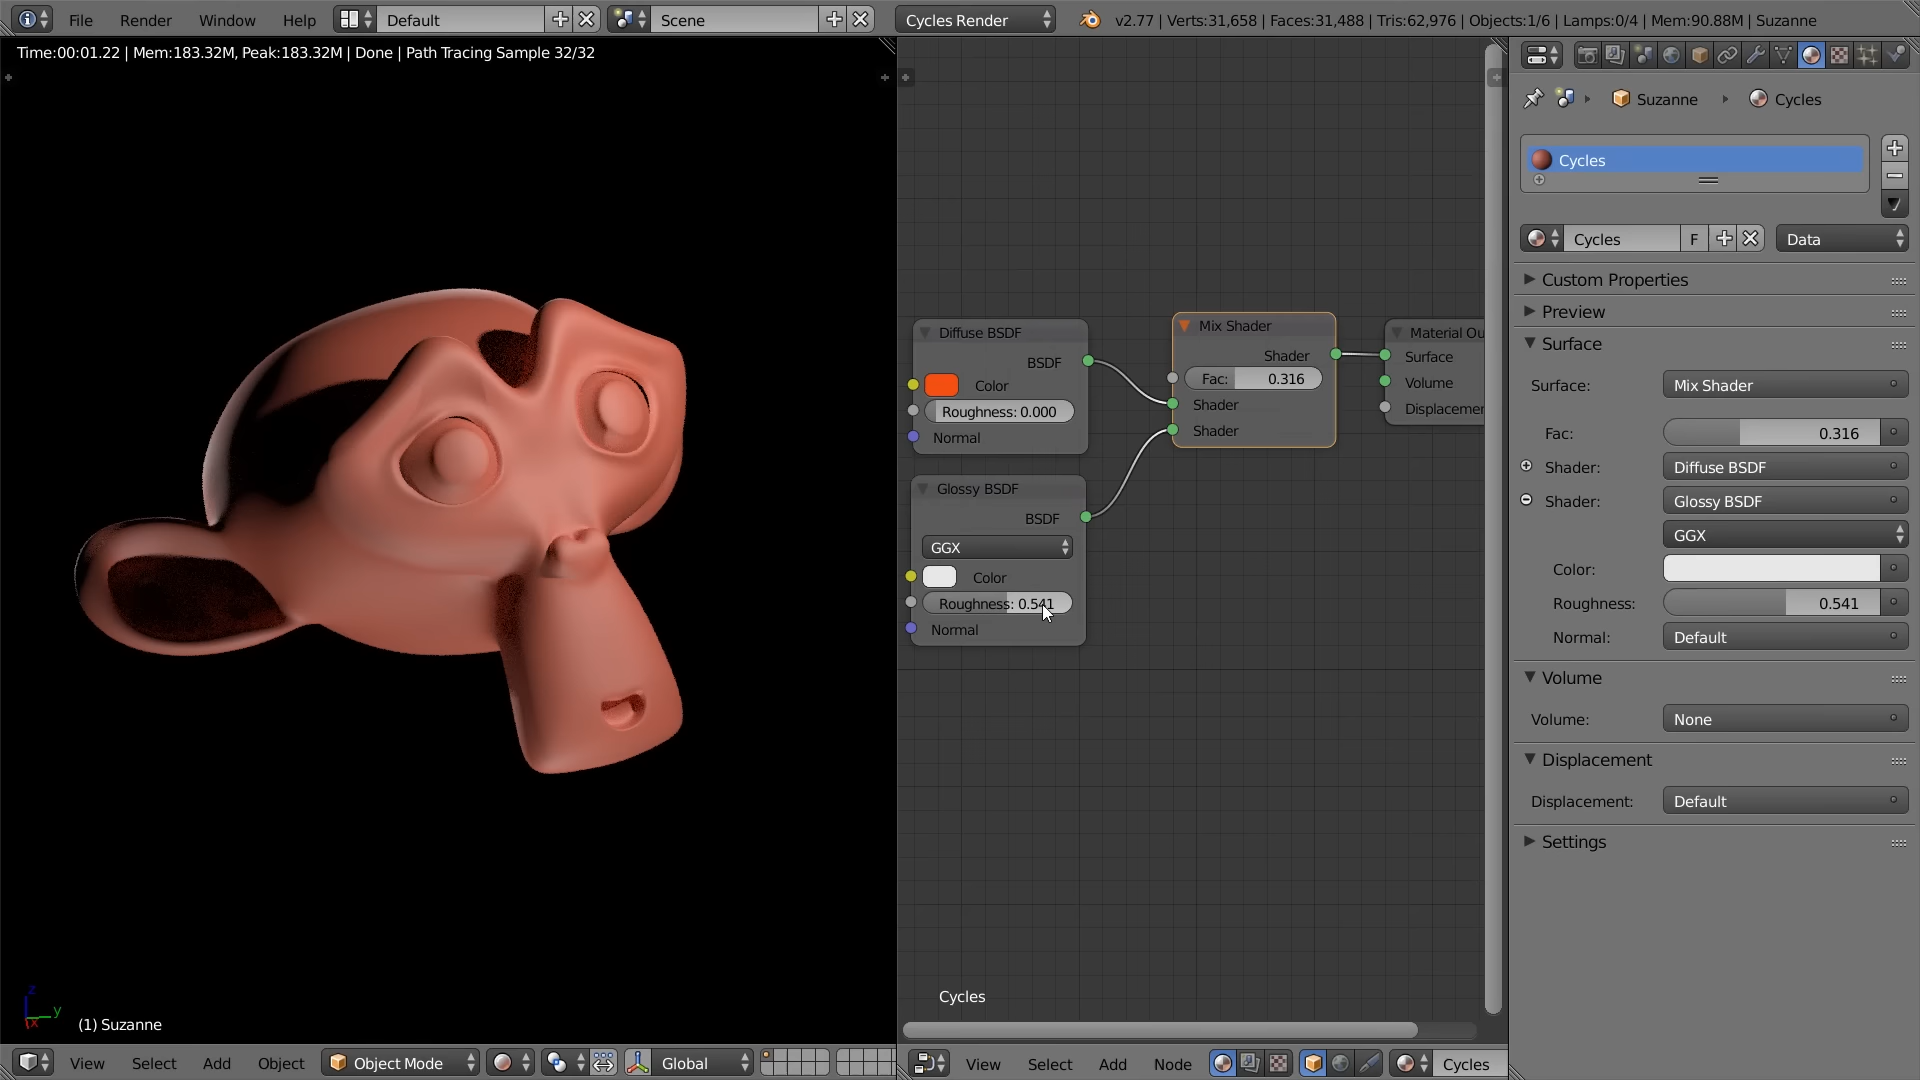 File Render Window Help Default Scene Cycles Render v2.77 | Verts:31,658 | Faces:31,488 | Tris:62,976 | Objects:1/6 | Lamps:0/4 | Mem:90.88M | Suzanne
Time:00:01.22 | Mem:183.32M, Peak:183.32M | Done | Path Tracing Sample 32/32
z
y
x
(1) Suzanne
View Select Add Object Object Mode Global
Diffuse BSDF
BSDF
Color
Roughness: 0.000
Normal
Glossy BSDF
BSDF
GGX
Color
Roughness: 0.541
Normal
Mix Shader
Shader
Fac: 0.316
Shader
Shader
Material Ou
Surface
Volume
Displacemen
Cycles
View Select Add Node Cycles
Suzanne Cycles
Cycles
Cycles F Data
Custom Properties
Preview
Surface
Surface: Mix Shader
Fac: 0.316
Shader: Diffuse BSDF
Shader: Glossy BSDF
GGX
Color:
Roughness: 0.541
Normal: Default
Volume
Volume: None
Displacement
Displacement: Default
Settings